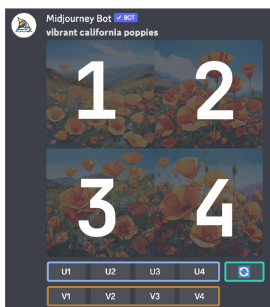 Midjourney Bot ✓ BOT
vibrant california poppies
1 2
3 4
U1 U2 U3 U4
V1 V2 V3 V4